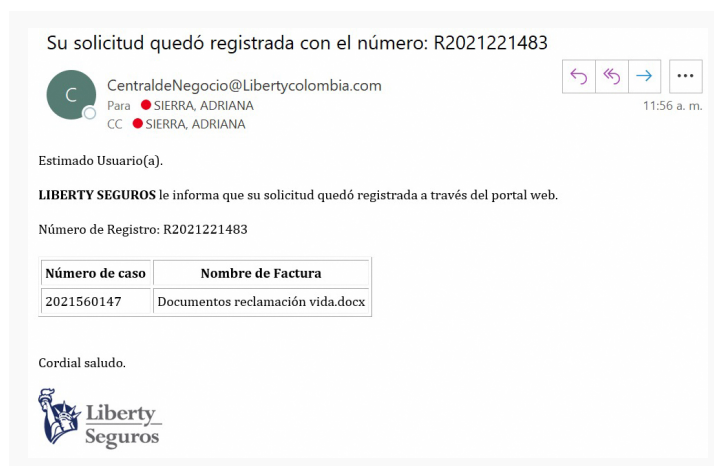 Su solicitud quedó registrada con el número: R2021221483
C
CentraldeNegocio@Libertycolombia.com
Para SIERRA, ADRIANA
CC SIERRA, ADRIANA
11:56 a. m.
Estimado Usuario(a).
LIBERTY SEGUROS le informa que su solicitud quedó registrada a través del portal web.
Número de Registro: R2021221483
Número de caso Nombre de Factura
2021560147 Documentos reclamación vida.docx
Cordial saludo.
Liberty
Seguros